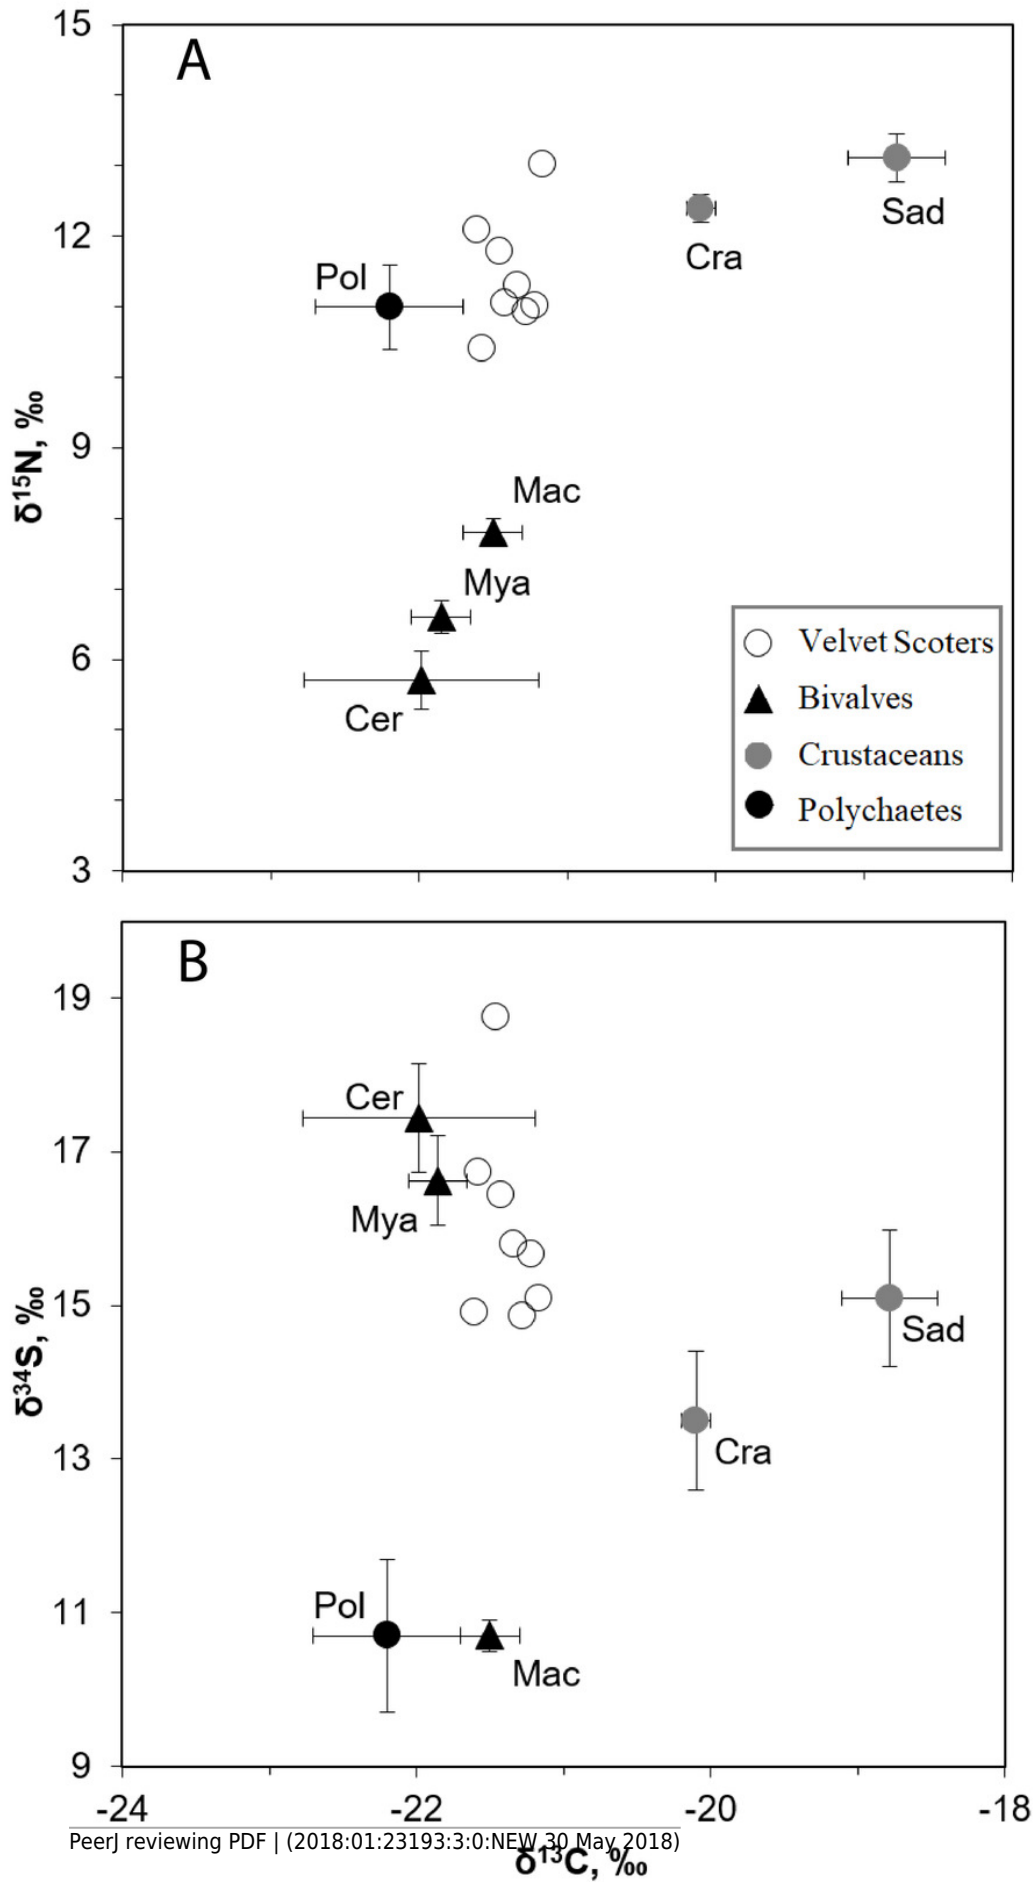 15
A
Sad
12
Cra
Pol
δ¹⁵N, ‰
9
Mac
Mya
Velvet Scoters
6
Bivalves
Cer
Crustaceans
Polychaetes
3
B
19
Cer
17
Mya
δ³⁴S, ‰
15
Sad
13
Cra
Pol
11
Mac
9
-24 -22 -20 -18
PeerJ reviewing PDF | (2018:01:23193:3:0:NEW 30 May 2018)
δ¹³C, ‰